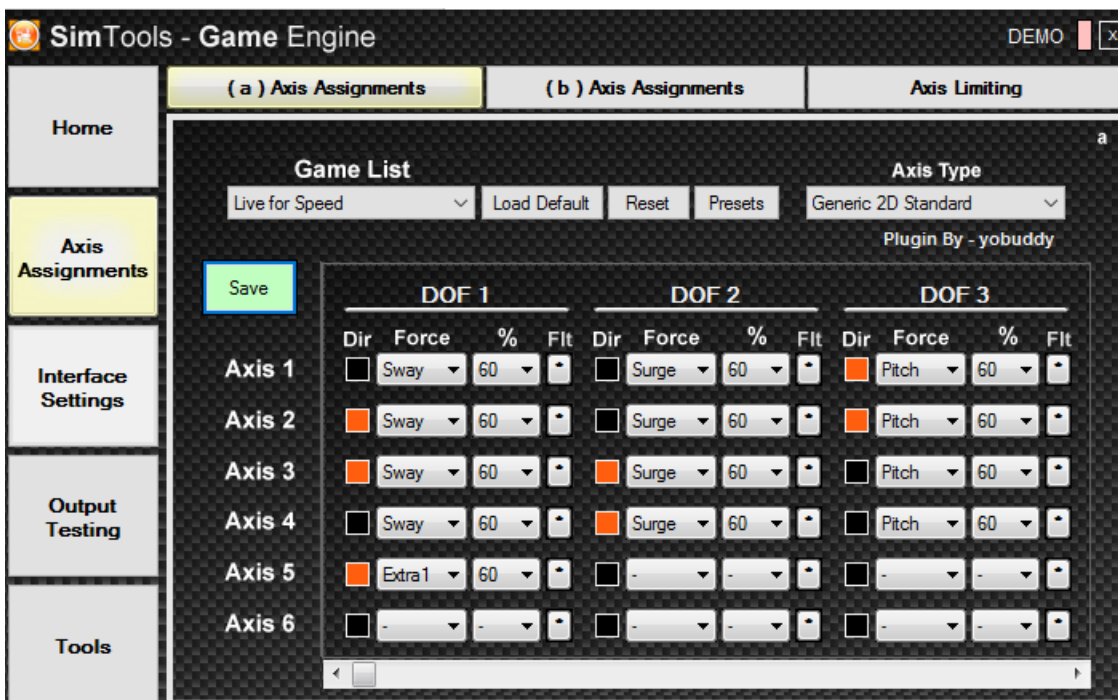 SimTools - Game Engine DEMO x
( a ) Axis Assignments ( b ) Axis Assignments Axis Limiting
Home
Axis Assignments
Interface Settings
Output Testing
Tools
a
Game List Axis Type
Live for Speed Load Default Reset Presets Generic 2D Standard
Plugin By - yobuddy
Save
DOF 1 DOF 2 DOF 3
Dir Force % Flt Dir Force % Flt Dir Force % Flt
Axis 1 Sway 60 * Surge 60 * Pitch 60 *
Axis 2 Sway 60 * Surge 60 * Pitch 60 *
Axis 3 Sway 60 * Surge 60 * Pitch 60 *
Axis 4 Sway 60 * Surge 60 * Pitch 60 *
Axis 5 Extra1 60 * - - * - - *
Axis 6 - - * - - * - - *